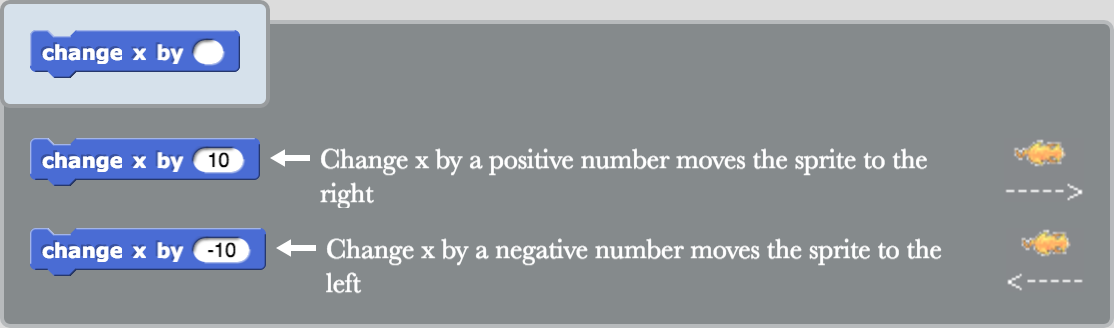 change x by
change x by 10
Change x by a positive number moves the sprite to the
right
----->
change x by -10
Change x by a negative number moves the sprite to the
left
<-----